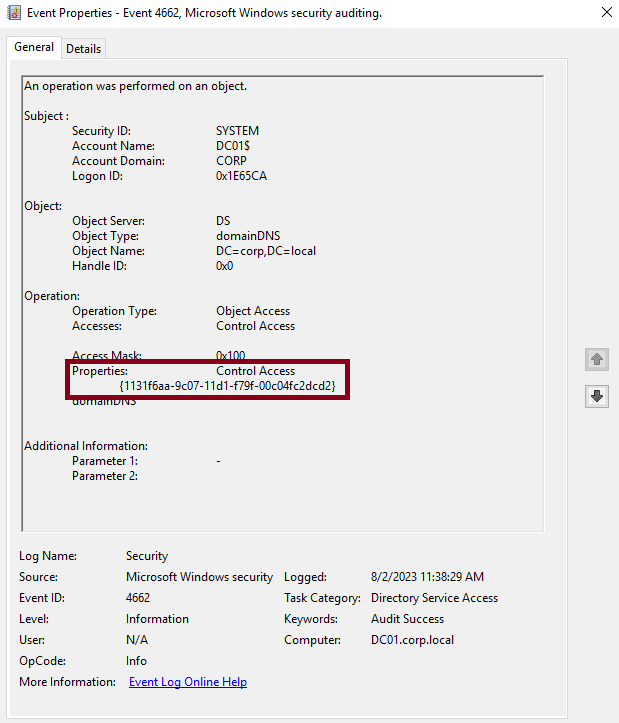 Event Properties - Event 4662, Microsoft Windows security auditing.
General Details
An operation was performed on an object.
Subject :
Security ID: SYSTEM
Account Name: DC01$
Account Domain: CORP
Logon ID: 0x1E65CA
Object:
Object Server: DS
Object Type: domainDNS
Object Name: DC=corp,DC=local
Handle ID: 0x0
Operation:
Operation Type: Object Access
Accesses: Control Access
Access Mask: 0x100
Properties: Control Access
{1131f6aa-9c07-11d1-f79f-00c04fc2dcd2}
domainDNS
Additional Information:
Parameter 1: -
Parameter 2:
Log Name: Security
Source: Microsoft Windows security Logged: 8/2/2023 11:38:29 AM
Event ID: 4662 Task Category: Directory Service Access
Level: Information Keywords: Audit Success
User: N/A Computer: DC01.corp.local
OpCode: Info
More Information: Event Log Online Help